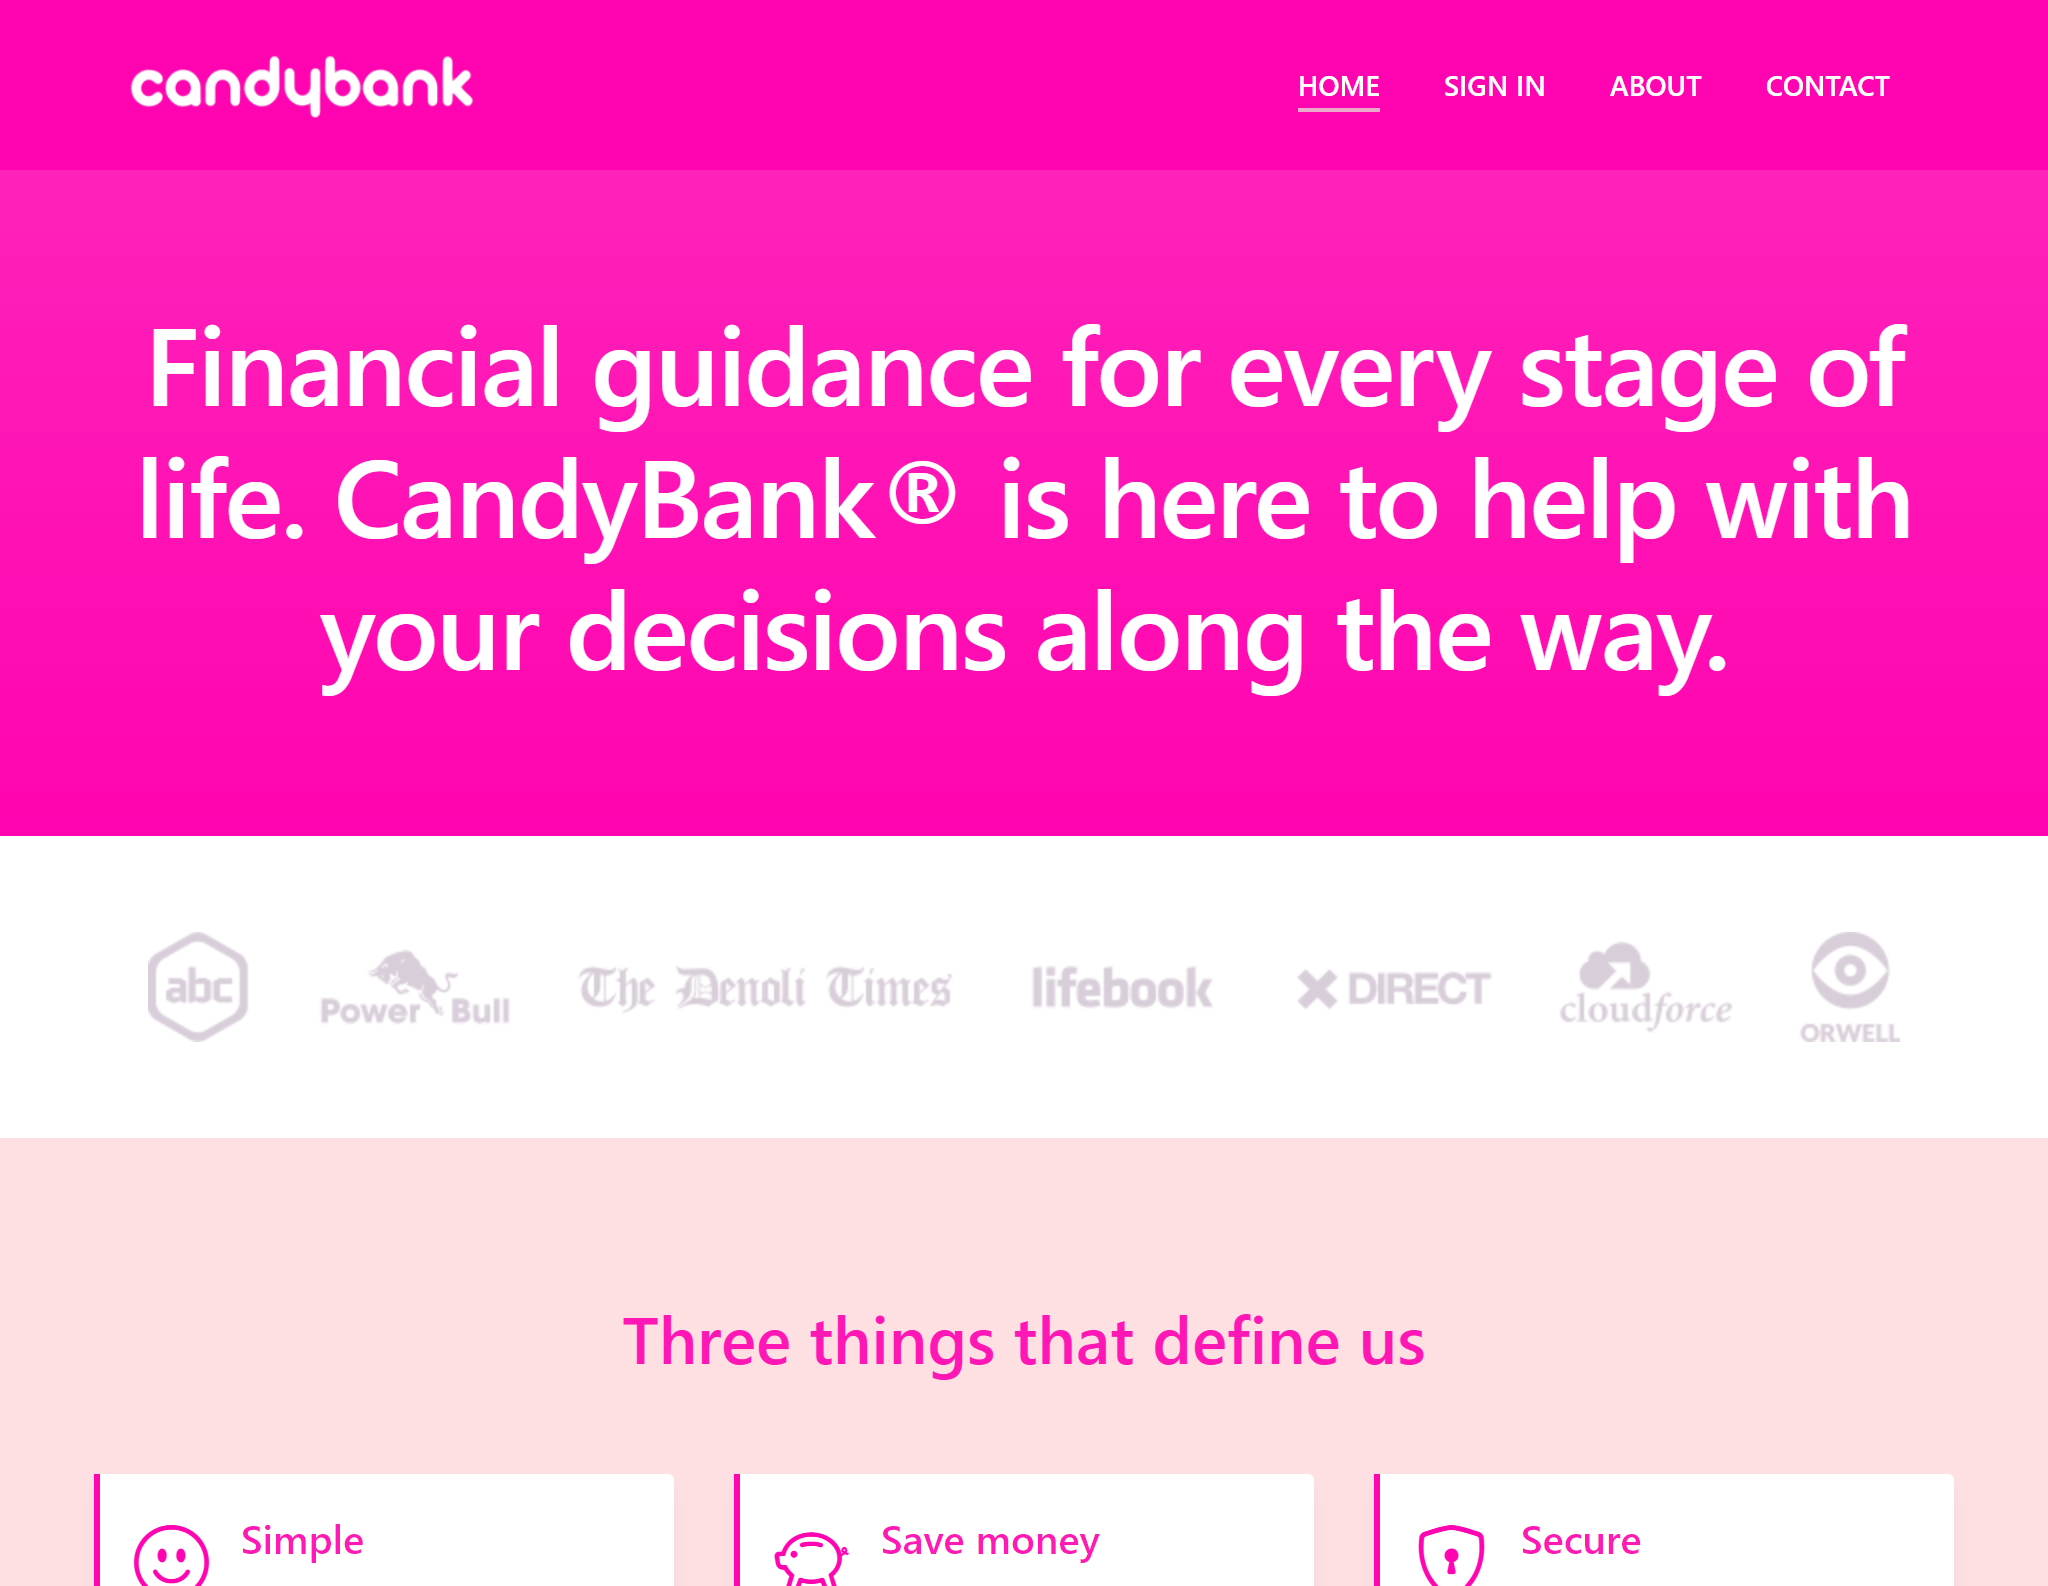 candybank
HOME SIGN IN ABOUT CONTACT
Financial guidance for every stage of
life. CandyBank® is here to help with
your decisions along the way.
abc
Power Bull
The Denoli Times
lifebook
DIRECT
cloudforce
ORWELL
Three things that define us
Simple
Save money
Secure